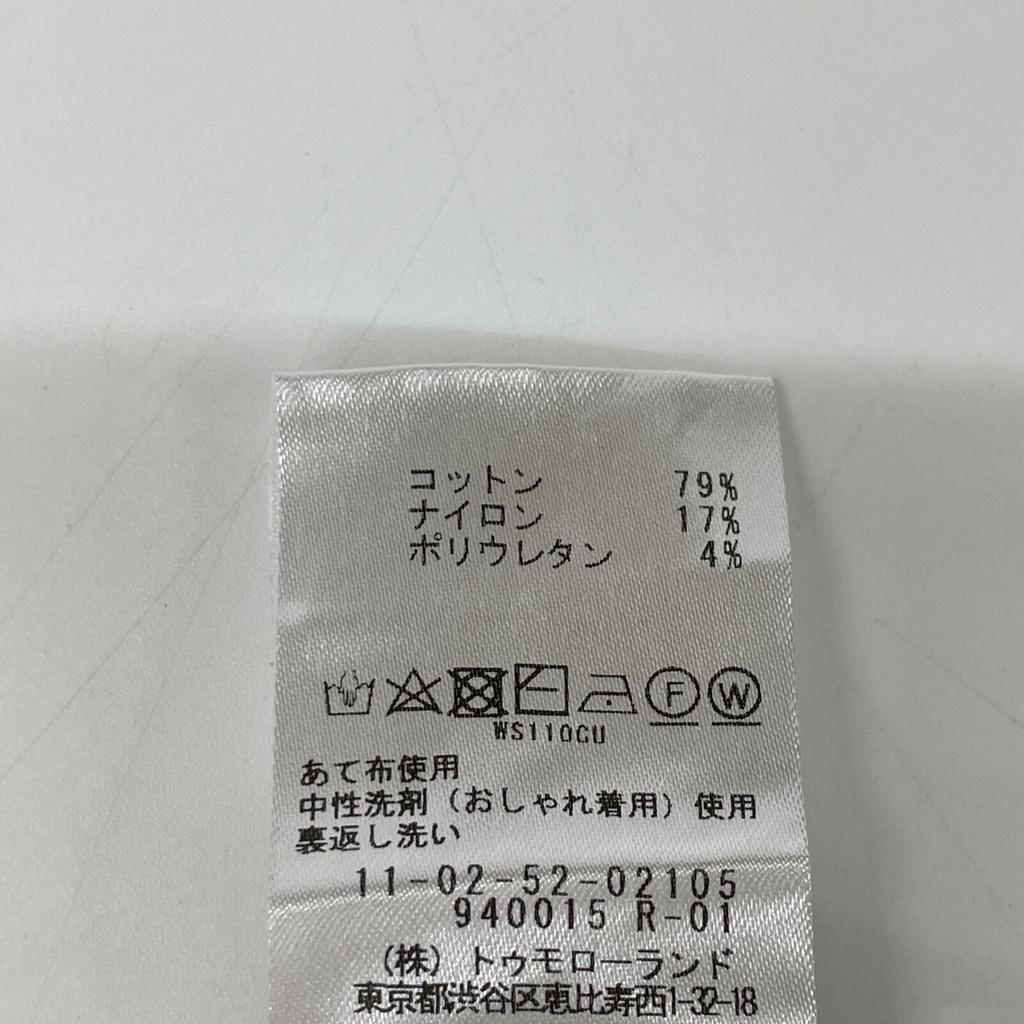 コットン 79%
ナイロン 17%
ポリウレタン 4%
F W
WS110GU
あて布使用
中性洗剤（おしゃれ着用）使用
裏返し洗い
11-02-52-02105
940015 R-01
（株）トゥモローランド
東京都渋谷区恵比寿西1-32-18